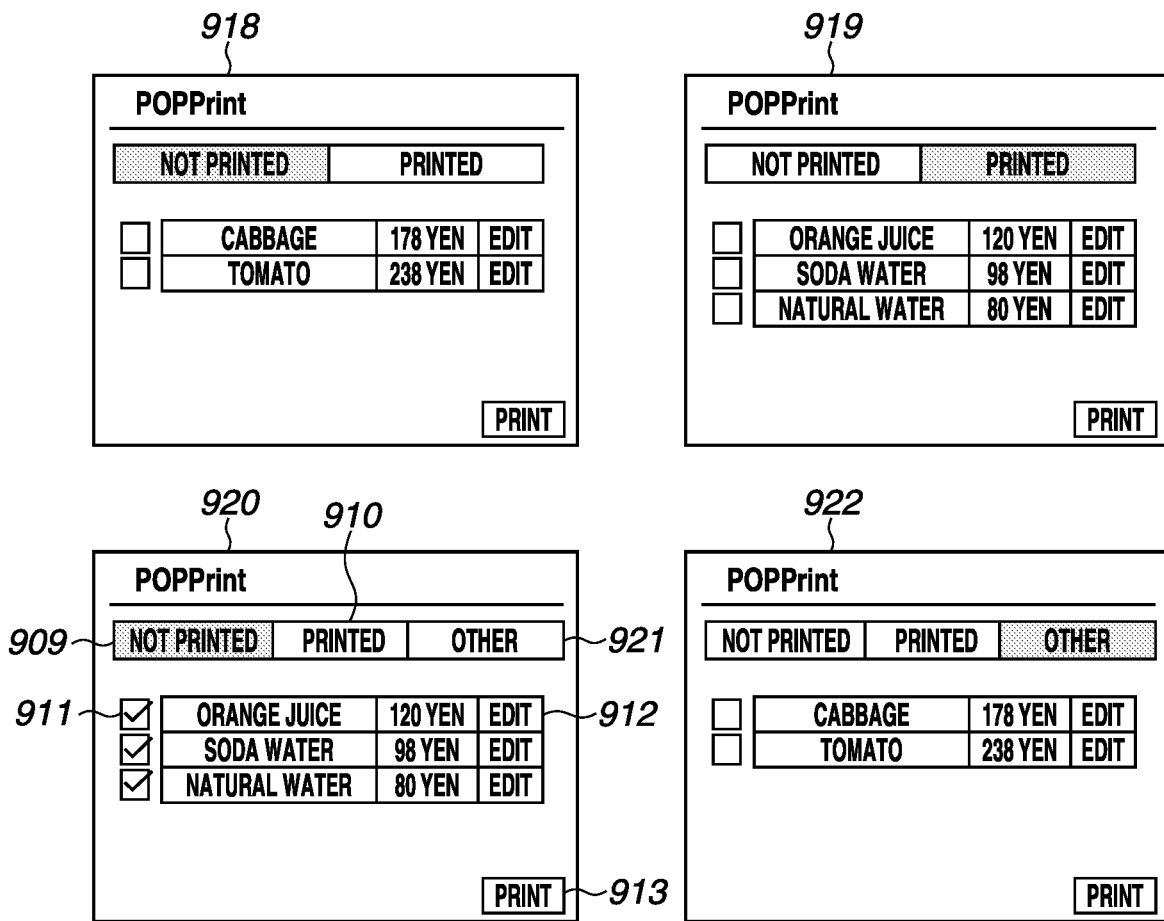 918
POPPrint
NOT PRINTED PRINTED
CABBAGE 178 YEN EDIT
TOMATO 238 YEN EDIT
PRINT
919
POPPrint
NOT PRINTED PRINTED
ORANGE JUICE 120 YEN EDIT
SODA WATER 98 YEN EDIT
NATURAL WATER 80 YEN EDIT
PRINT
920
910
POPPrint
909 NOT PRINTED PRINTED OTHER 921
911 ORANGE JUICE 120 YEN EDIT 912
SODA WATER 98 YEN EDIT
NATURAL WATER 80 YEN EDIT
PRINT 913
922
POPPrint
NOT PRINTED PRINTED OTHER
CABBAGE 178 YEN EDIT
TOMATO 238 YEN EDIT
PRINT